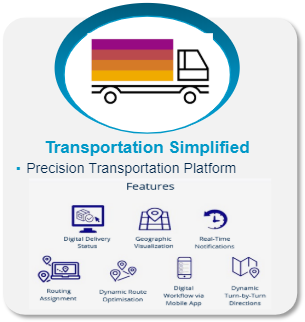 Transportation Simplified
▪ Precision Transportation Platform
Features
Digital Delivery
Status
Geographic
Visualization
Real-Time
Notifications
Routing
Assignment
Dynamic Route
Optimisation
Digital
Workflow via
Mobile App
Dynamic
Turn-by-Turn
Directions